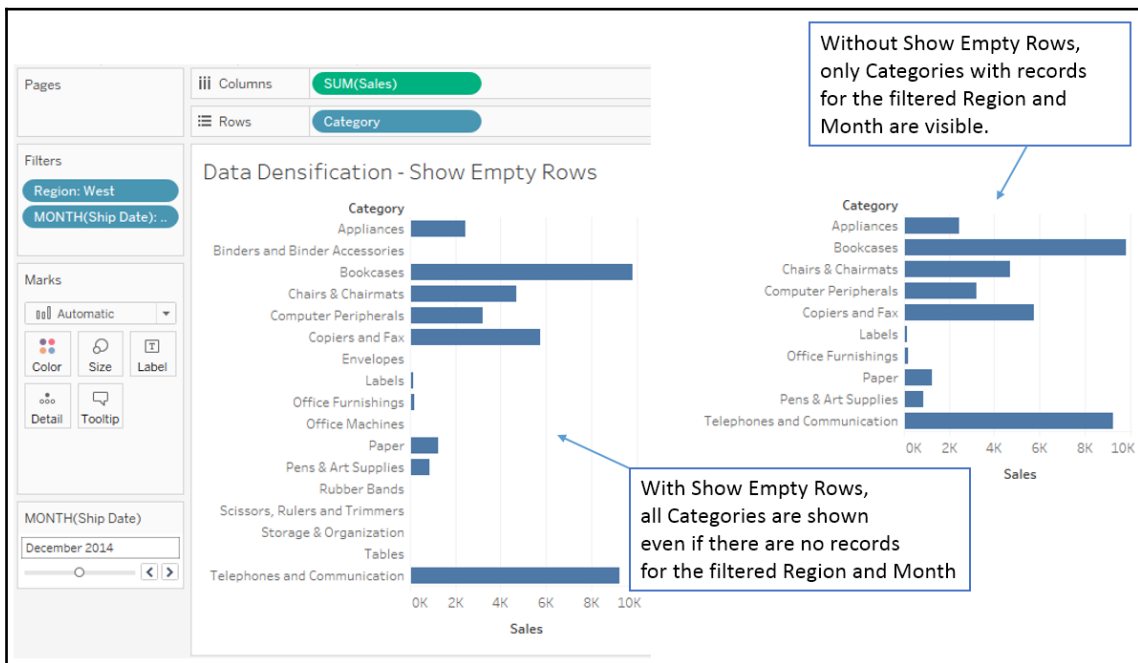 Without Show Empty Rows,
only Categories with records
for the filtered Region and
Month are visible.
Pages
Columns
SUM(Sales)
Rows
Category
Filters
Region: West
MONTH(Ship Date): ..
Marks
Automatic
Color
Size
Label
Detail
Tooltip
MONTH(Ship Date)
December 2014
Data Densification - Show Empty Rows
Category
Appliances
Binders and Binder Accessories
Bookcases
Chairs & Chairmats
Computer Peripherals
Copiers and Fax
Envelopes
Labels
Office Furnishings
Office Machines
Paper
Pens & Art Supplies
Rubber Bands
Scissors, Rulers and Trimmers
Storage & Organization
Tables
Telephones and Communication
0K 2K 4K 6K 8K 10K
Sales
Category
Appliances
Bookcases
Chairs & Chairmats
Computer Peripherals
Copiers and Fax
Labels
Office Furnishings
Paper
Pens & Art Supplies
Telephones and Communication
0K 2K 4K 6K 8K 10K
Sales
With Show Empty Rows,
all Categories are shown
even if there are no records
for the filtered Region and Month